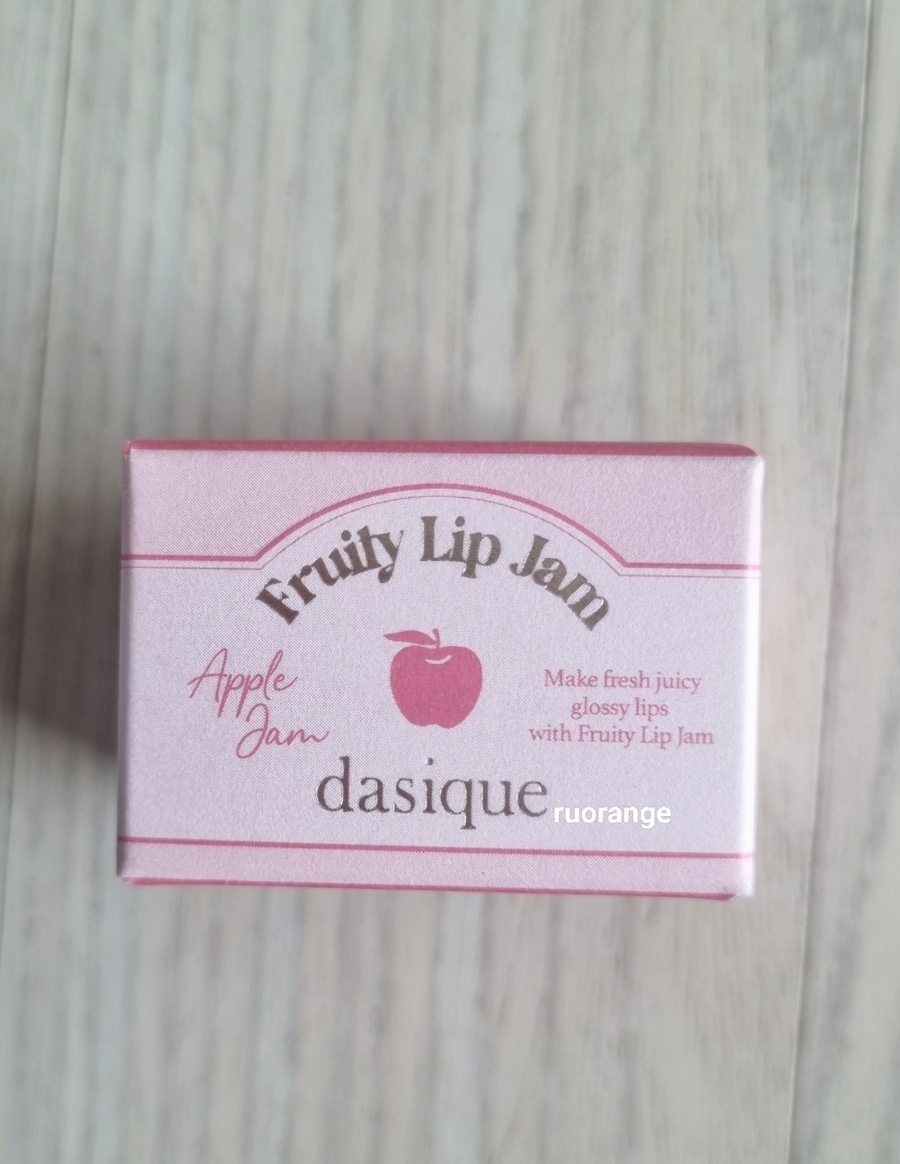 Fruity Lip Jam
Apple
Jam
Make fresh juicy
glossy lips
with Fruity Lip Jam
dasique
ruorange